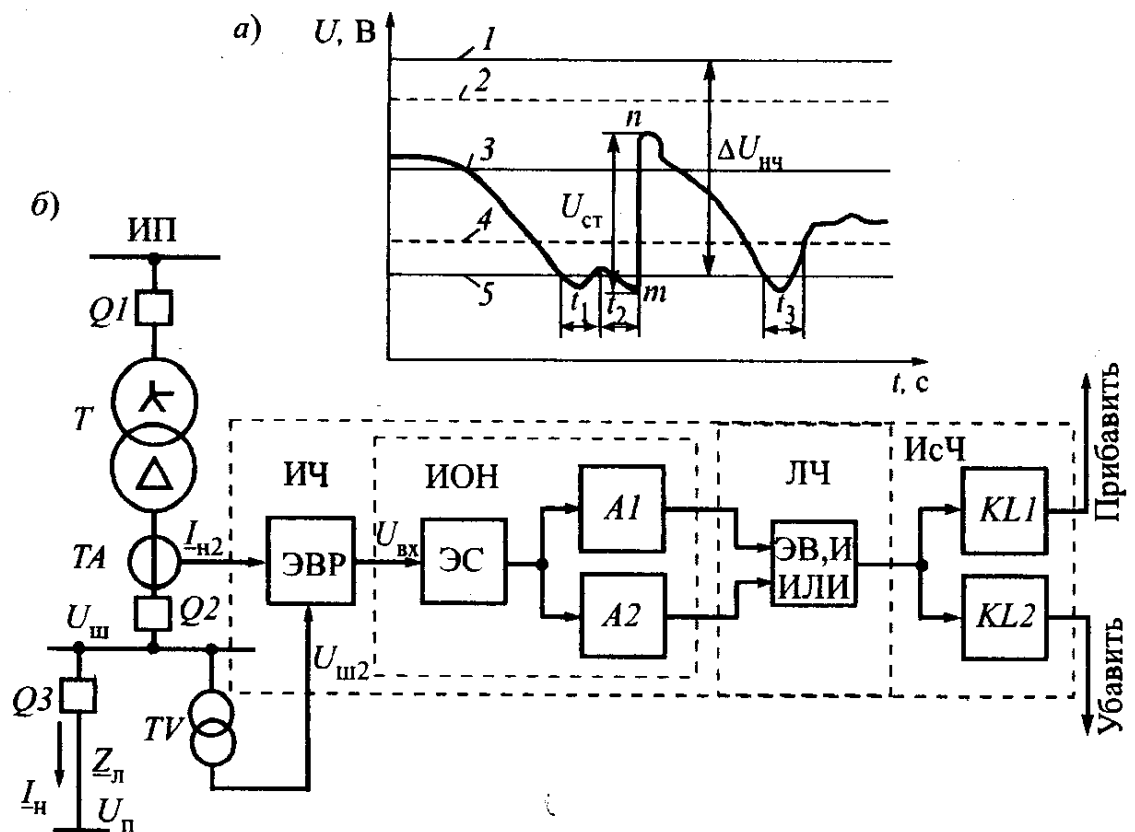 а)
U, В
1
2
n
3
ΔUнч
Uст
4
5
t1
t2
m
t3
t, с
б)
ИП
Q1
T
TA
Iн2
Q2
Uш
Q3
TV
Zл
Iн
Uп
ИЧ
ЭВР
Uш2
Uвх
ИОН
ЭС
A1
A2
ЛЧ
ЭВ,И
ИЛИ
ИсЧ
KL1
KL2
Прибавить
Убавить